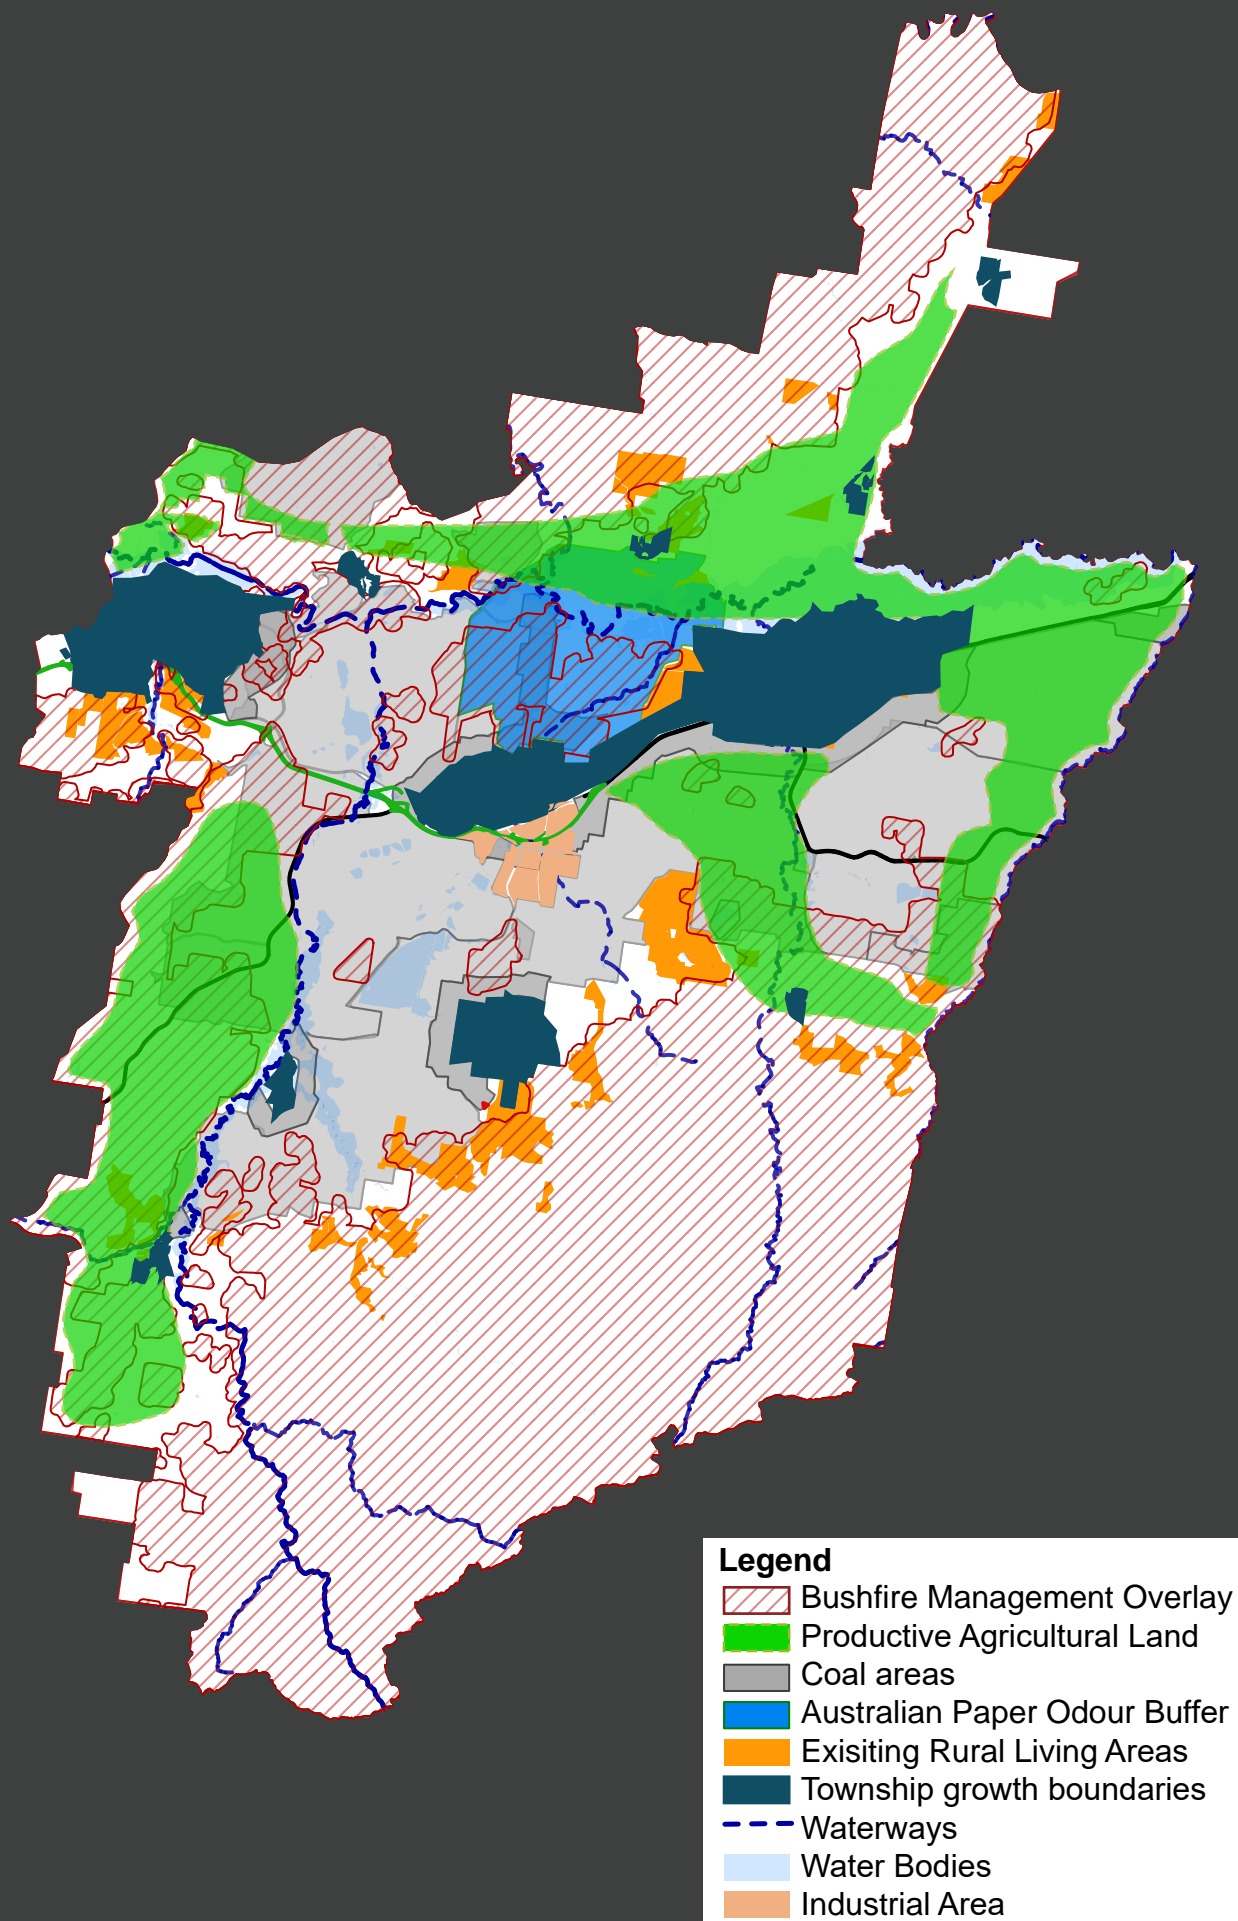 Legend
Bushfire Management Overlay
Productive Agricultural Land
Coal areas
Australian Paper Odour Buffer
Exisiting Rural Living Areas
Township growth boundaries
Waterways
Water Bodies
Industrial Area